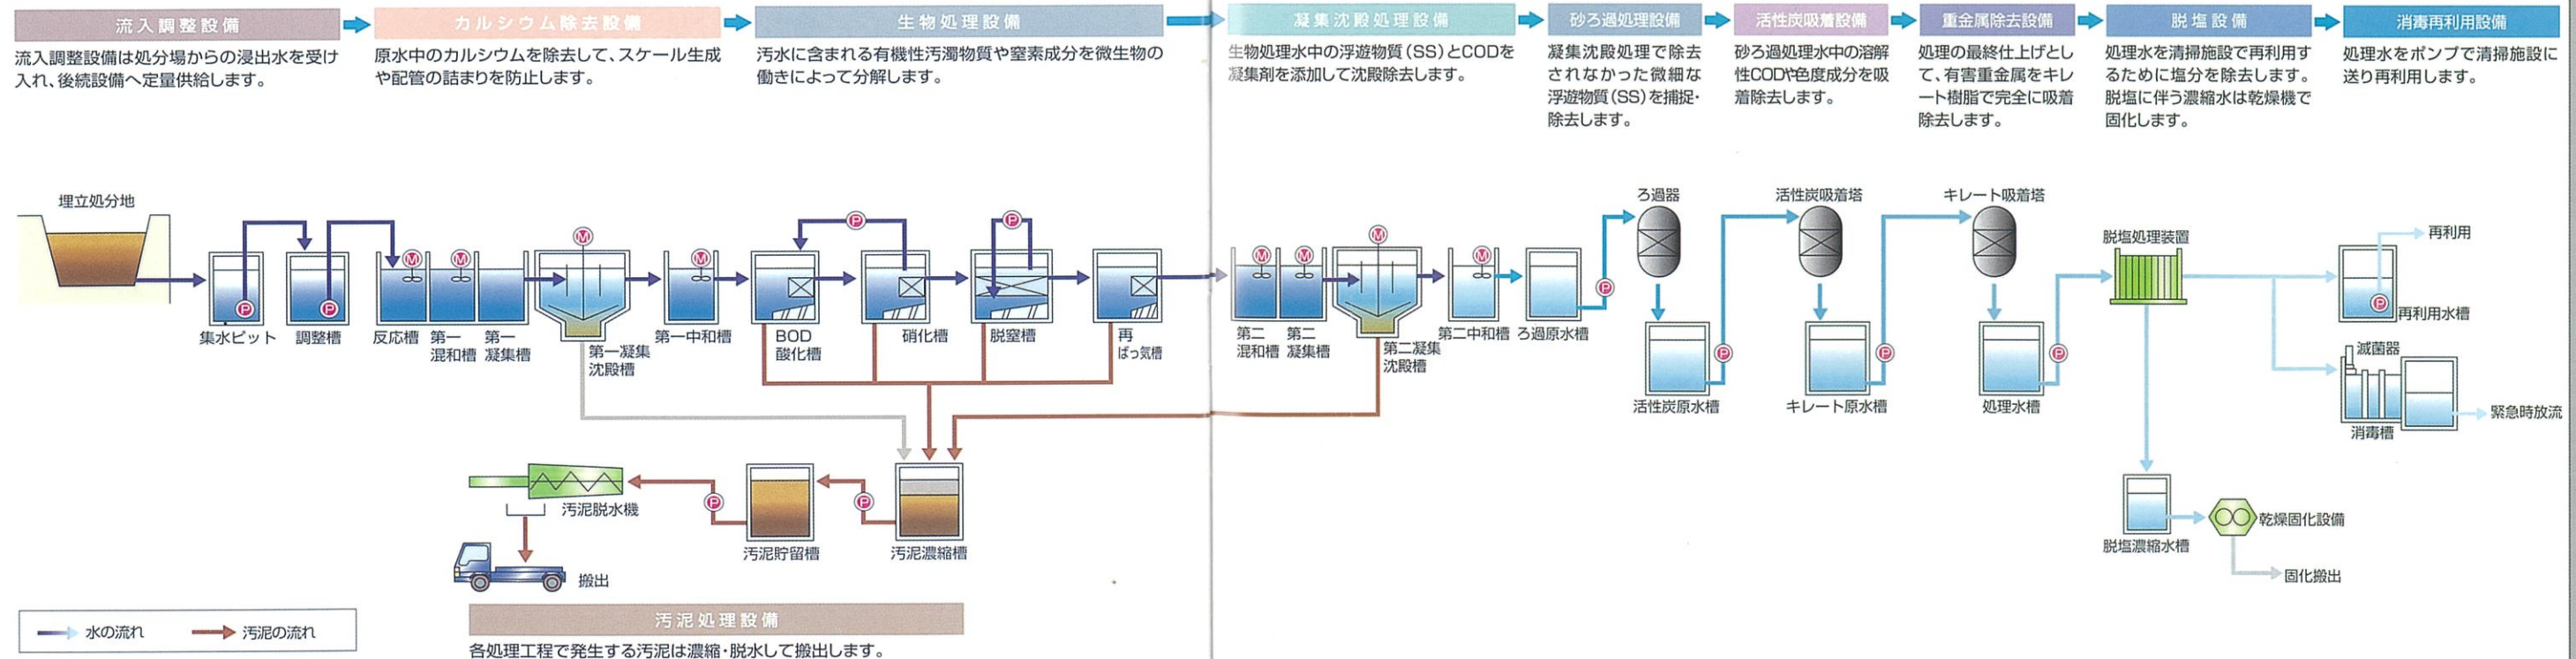 流入調整設備
流入調整設備は処分場からの浸出水を受け
入れ、後続設備へ定量供給します。
カルシウム除去設備
原水中のカルシウムを除去して、スケール生成
や配管の詰まりを防止します。
生物処理設備
汚水に含まれる有機性汚濁物質や窒素成分を微生物の
働きによって分解します。
凝集沈殿処理設備
生物処理水中の浮遊物質(SS)とCODを
凝集剤を添加して沈殿除去します。
砂ろ過処理設備
凝集沈殿処理で除去
されなかった微細な
浮遊物質(SS)を捕捉・
除去します。
活性炭吸着設備
砂ろ過処理水中の溶解
性CODや色度成分を吸
着除去します。
重金属除去設備
処理の最終仕上げとし
て、有害重金属をキレ
ート樹脂で完全に吸着
除去します。
脱塩設備
処理水を清掃施設で再利用す
るために塩分を除去します。
脱塩に伴う濃縮水は乾燥機で
固化します。
消毒再利用設備
処理水をポンプで清掃施設に
送り再利用します。
埋立処分地
P
集水ピット
P
調整槽
M
反応槽
M
第一
混和槽
第一
凝集槽
M
第一凝集
沈殿槽
M
第一中和槽
BOD
酸化槽
P
硝化槽
P
脱窒槽
再
ばっ気槽
M
第二
混和槽
M
第二
凝集槽
M
第二凝集
沈殿槽
M
第二中和槽
ろ過原水槽
P
ろ過器
活性炭原水槽
P
活性炭吸着塔
キレート原水槽
P
キレート吸着塔
処理水槽
P
脱塩処理装置
再利用
P
再利用水槽
滅菌器
消毒槽
緊急時放流
脱塩濃縮水槽
乾燥固化設備
固化搬出
汚泥脱水機
P
汚泥貯留槽
P
汚泥濃縮槽
搬出
汚泥処理設備
各処理工程で発生する汚泥は濃縮・脱水して搬出します。
水の流れ
汚泥の流れ